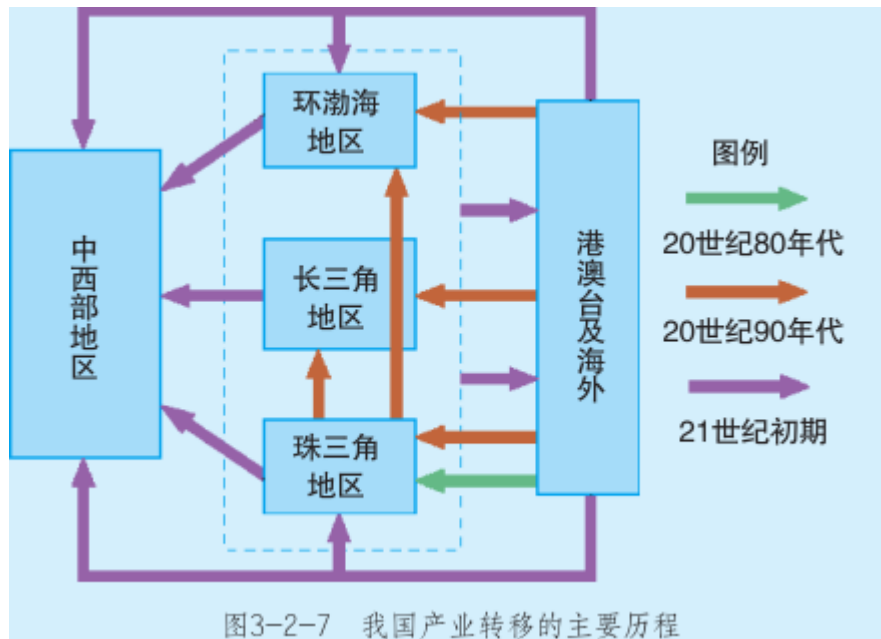 环渤海
地区
中西部地区
长三角
地区
珠三角
地区
港澳台及海外
图例
20世纪80年代
20世纪90年代
21世纪初期
图3-2-7 我国产业转移的主要历程